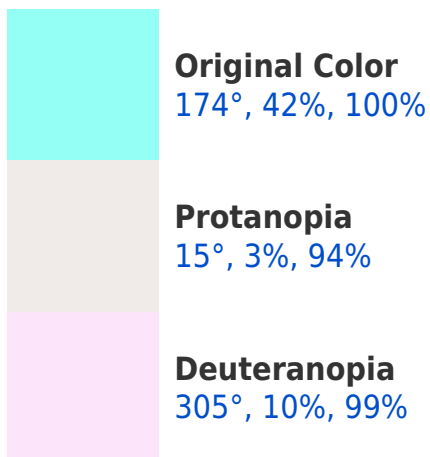 Original Color
174°, 42%, 100%
Protanopia
15°, 3%, 94%
Deuteranopia
305°, 10%, 99%